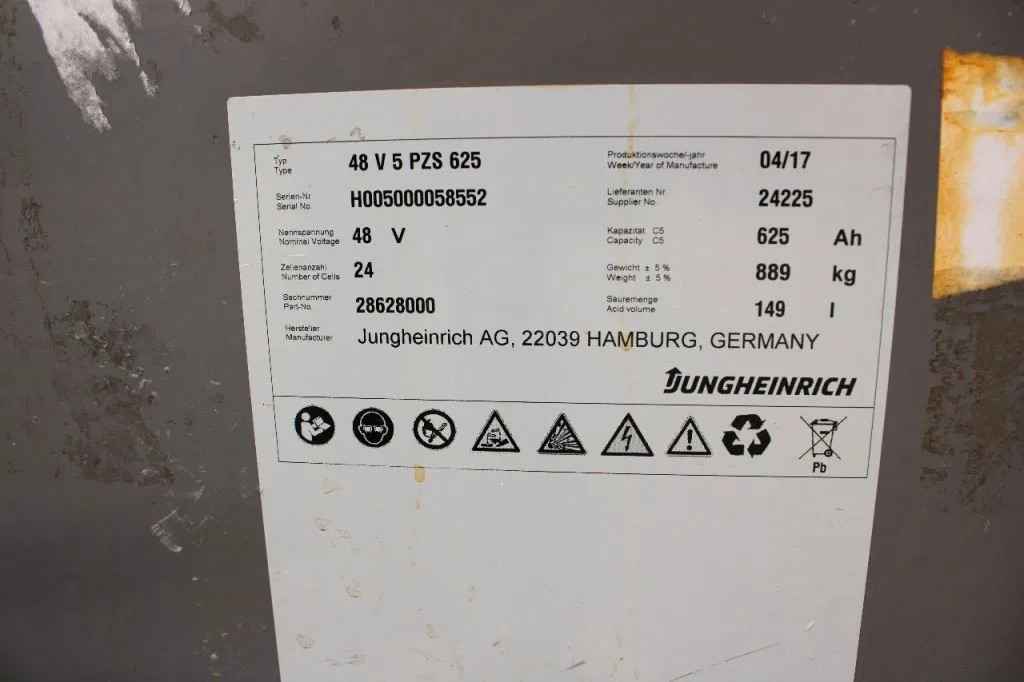 Typ 48 V 5 PZS 625 Produktionswoche/-jahr 04/17
Type Week/Year of Manufacture
Serien-Nr H005000058552 Lieferanten Nr 24225
Serial No. Supplier No.
Nennspannung 48 V Kapazität C5 625 Ah
Nominal Voltage Capacity C5
Zellenanzahl 24 Gewicht ± 5 % 889 kg
Number of Cells Weight ± 5 %
Sachnummer 28628000 Säuremenge 149 l
Part-No. Acid volume
Hersteller Jungheinrich AG, 22039 HAMBURG, GERMANY
Manufacturer
JUNGHEINRICH
Pb